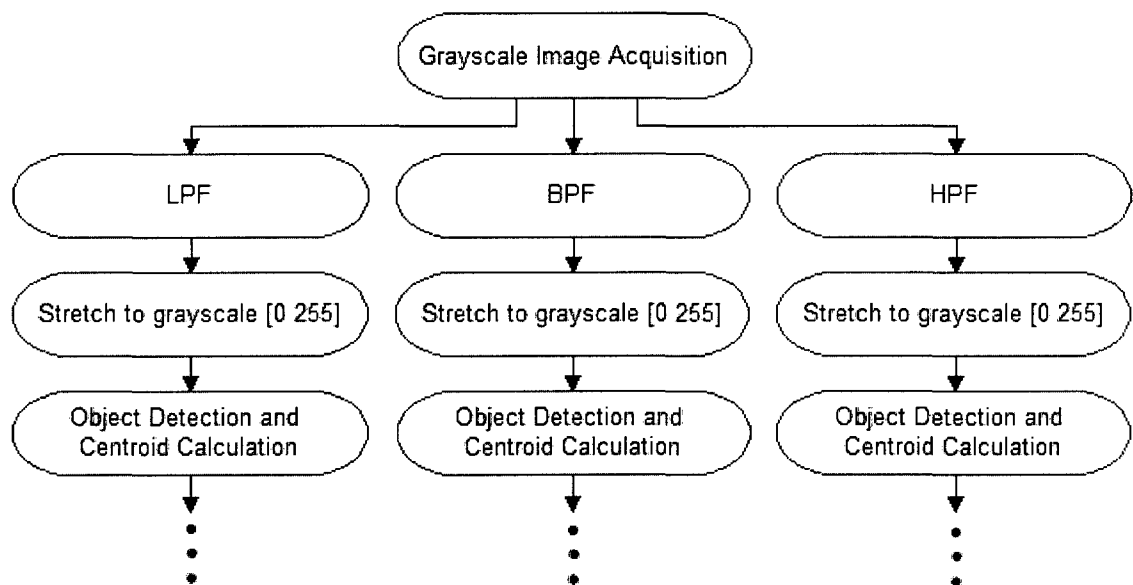 Grayscale Image Acquisition
LPF
BPF
HPF
Stretch to grayscale [0 255]
Stretch to grayscale [0 255]
Stretch to grayscale [0 255]
Object Detection and
Centroid Calculation
Object Detection and
Centroid Calculation
Object Detection and
Centroid Calculation